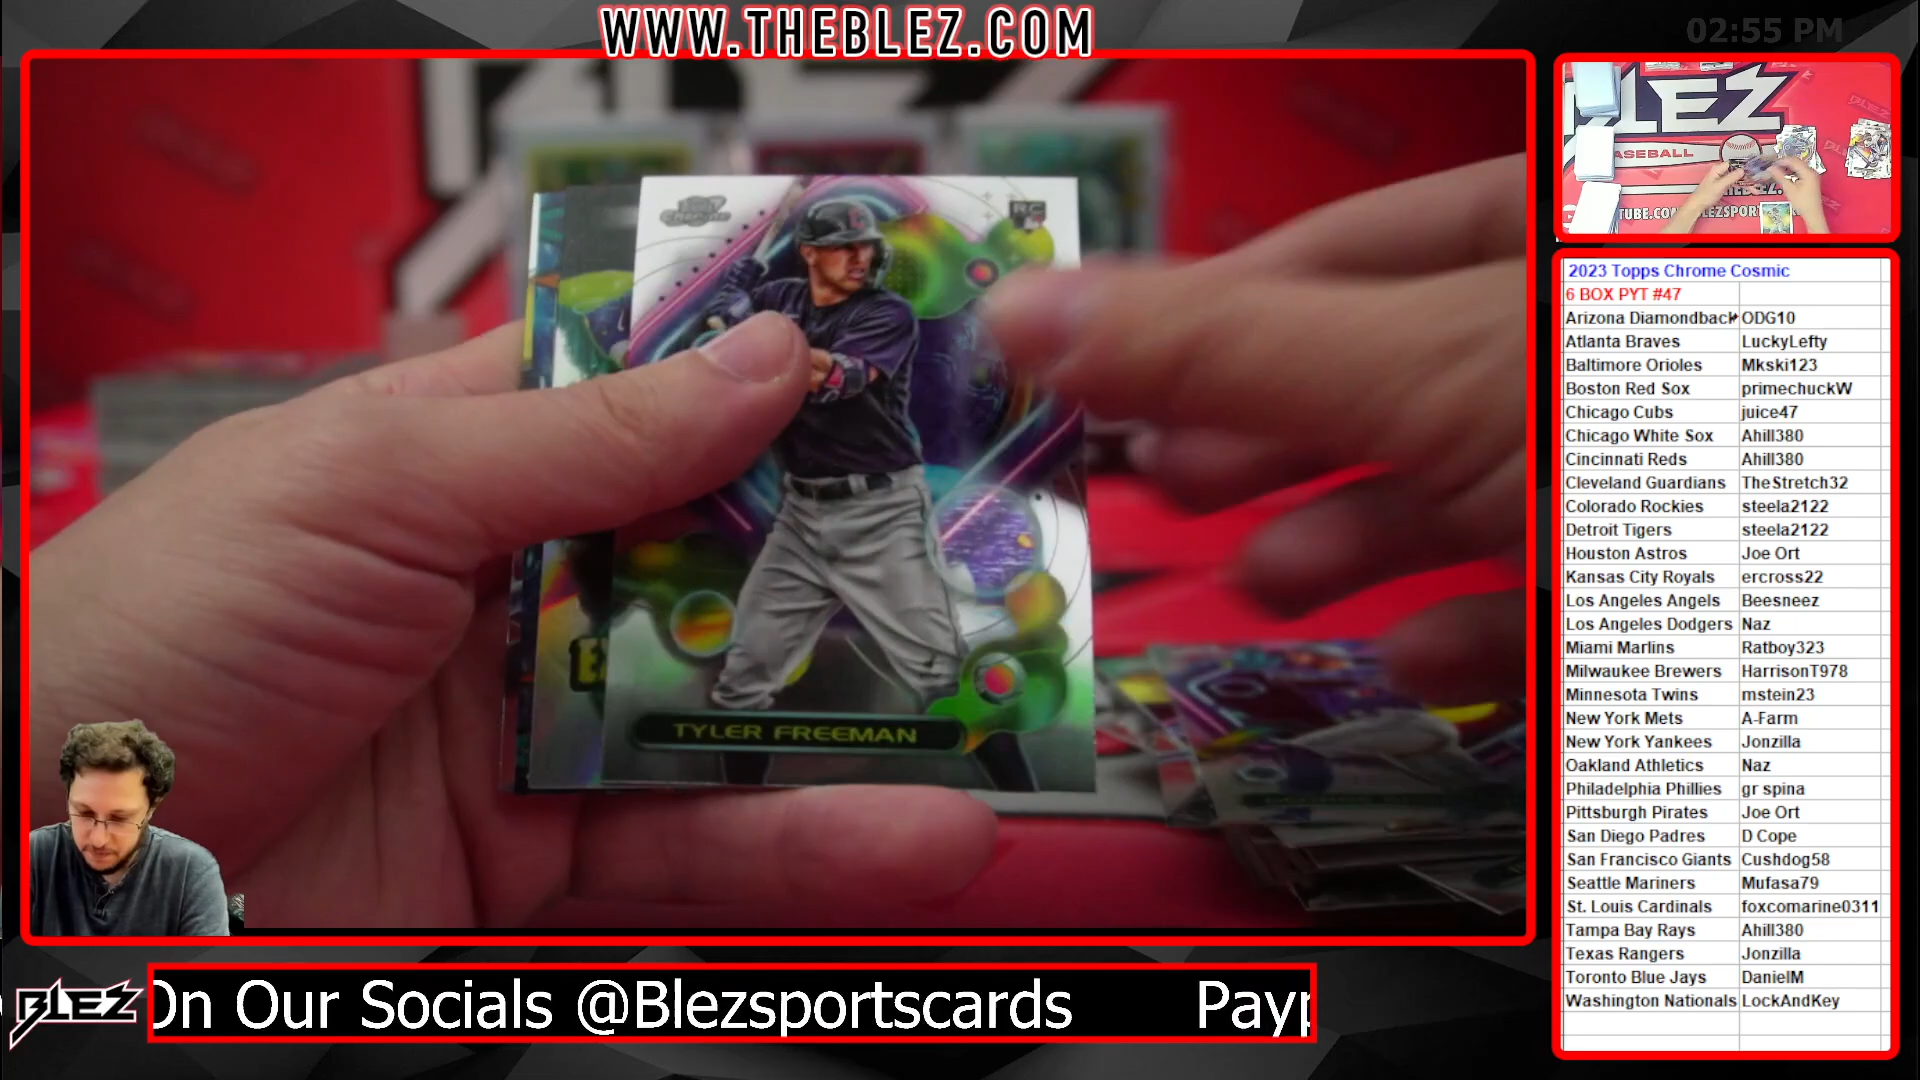 WWW.THEBLEZ.COM
02:55 PM
RC
TYLER FREEMAN
BLEZ
ASEBALL
2023 Topps Chrome Cosmic
6 BOX PYT #47
Arizona Diamondback ODG10
Atlanta Braves LuckyLefty
Baltimore Orioles Mkski123
Boston Red Sox primechuckW
Chicago Cubs juice47
Chicago White Sox Ahill380
Cincinnati Reds Ahill380
Cleveland Guardians TheStretch32
Colorado Rockies steela2122
Detroit Tigers steela2122
Houston Astros Joe Ort
Kansas City Royals ercross22
Los Angeles Angels Beesneez
Los Angeles Dodgers Naz
Miami Marlins Ratboy323
Milwaukee Brewers HarrisonT978
Minnesota Twins mstein23
New York Mets A-Farm
New York Yankees Jonzilla
Oakland Athletics Naz
Philadelphia Phillies gr spina
Pittsburgh Pirates Joe Ort
San Diego Padres D Cope
San Francisco Giants Cushdog58
Seattle Mariners Mufasa79
St. Louis Cardinals foxcomarine0311
Tampa Bay Rays Ahill380
Texas Rangers Jonzilla
Toronto Blue Jays DanielM
Washington Nationals LockAndKey
BLEZ
On Our Socials @Blezsportscards Payp